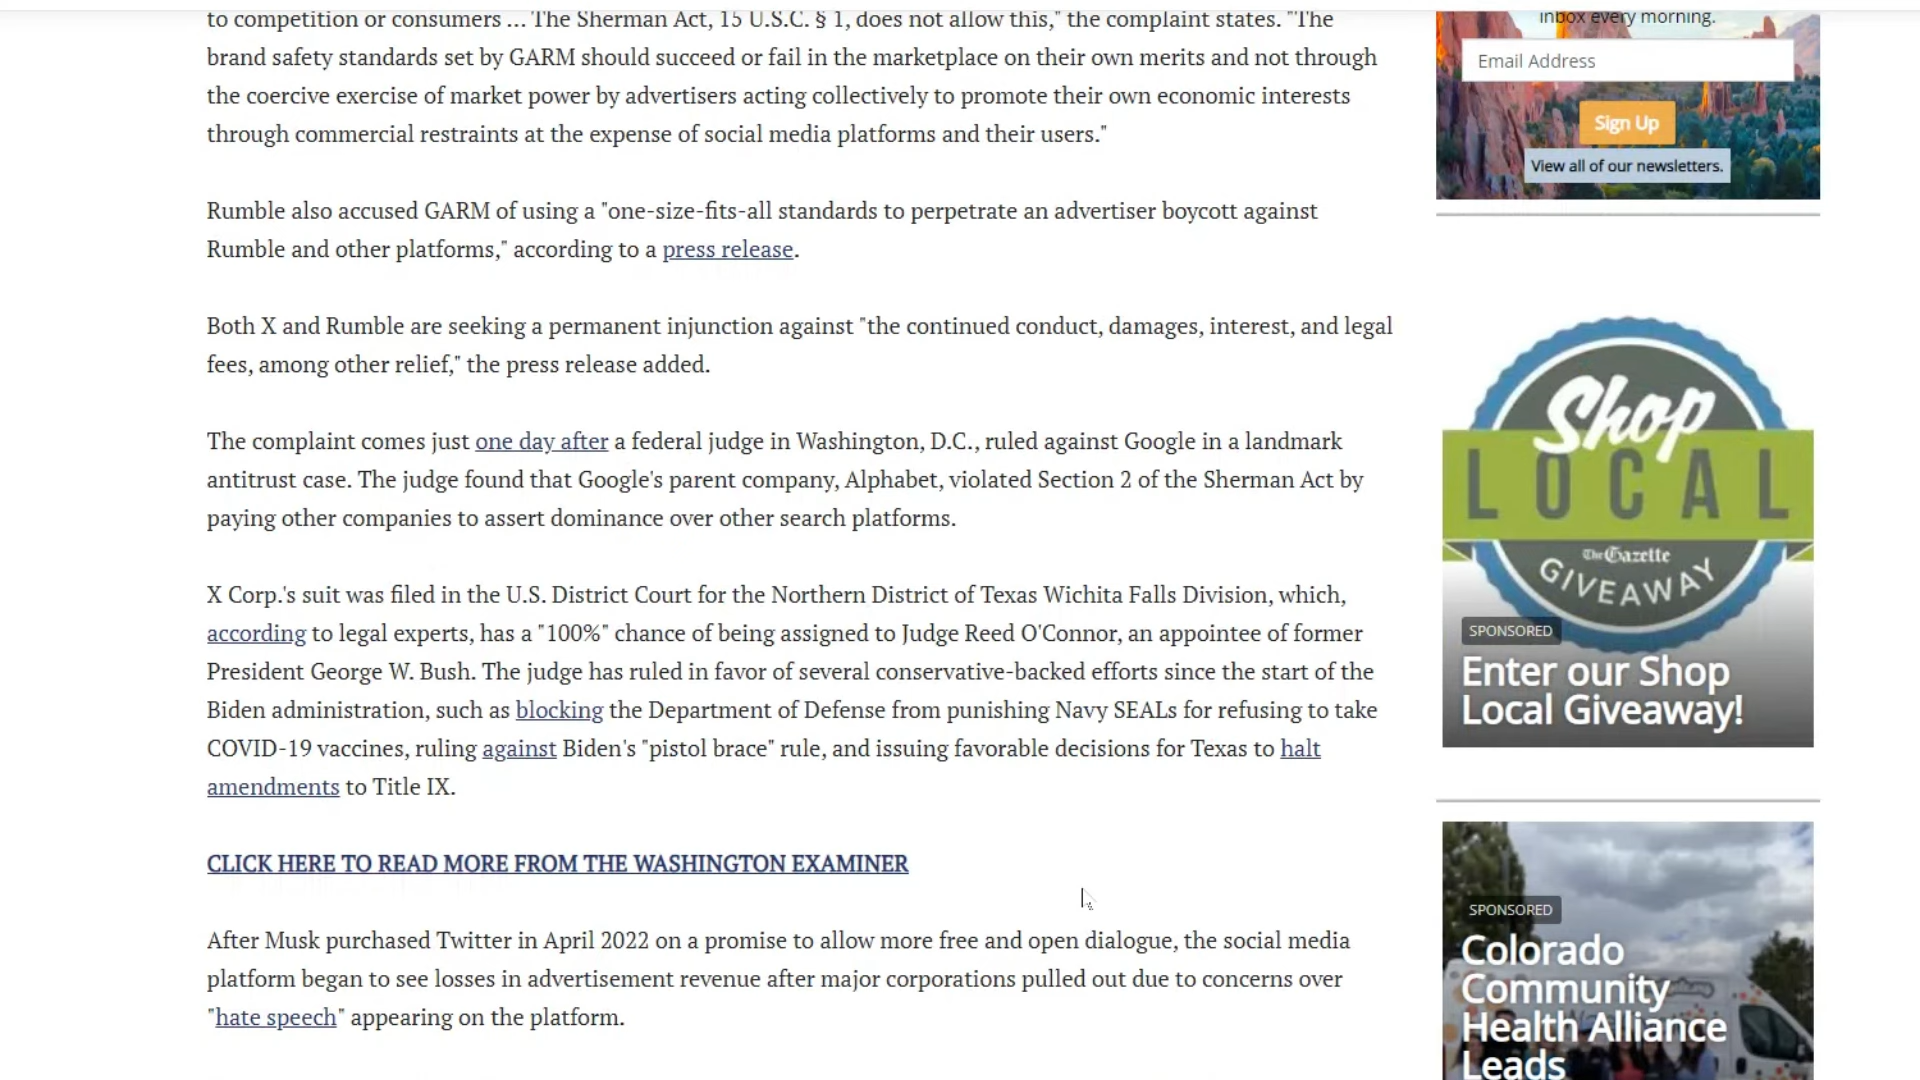 to competition or consumers ... The Sherman Act, 15 U.S.C. § 1, does not allow this," the complaint states. "The
brand safety standards set by GARM should succeed or fail in the marketplace on their own merits and not through
the coercive exercise of market power by advertisers acting collectively to promote their own economic interests
through commercial restraints at the expense of social media platforms and their users."
Rumble also accused GARM of using a "one-size-fits-all standards to perpetrate an advertiser boycott against
Rumble and other platforms," according to a press release.
Both X and Rumble are seeking a permanent injunction against "the continued conduct, damages, interest, and legal
fees, among other relief," the press release added.
The complaint comes just one day after a federal judge in Washington, D.C., ruled against Google in a landmark
antitrust case. The judge found that Google's parent company, Alphabet, violated Section 2 of the Sherman Act by
paying other companies to assert dominance over other search platforms.
X Corp.'s suit was filed in the U.S. District Court for the Northern District of Texas Wichita Falls Division, which,
according to legal experts, has a "100%" chance of being assigned to Judge Reed O'Connor, an appointee of former
President George W. Bush. The judge has ruled in favor of several conservative-backed efforts since the start of the
Biden administration, such as blocking the Department of Defense from punishing Navy SEALs for refusing to take
COVID-19 vaccines, ruling against Biden's "pistol brace" rule, and issuing favorable decisions for Texas to halt
amendments to Title IX.
CLICK HERE TO READ MORE FROM THE WASHINGTON EXAMINER
After Musk purchased Twitter in April 2022 on a promise to allow more free and open dialogue, the social media
platform began to see losses in advertisement revenue after major corporations pulled out due to concerns over
"hate speech" appearing on the platform.
inbox every morning.
Email Address
Sign Up
View all of our newsletters.
Shop
LOCAL
The Gazette
GIVEAWAY
SPONSORED
Enter our Shop
Local Giveaway!
SPONSORED
Colorado
Community
Health Alliance
Leads